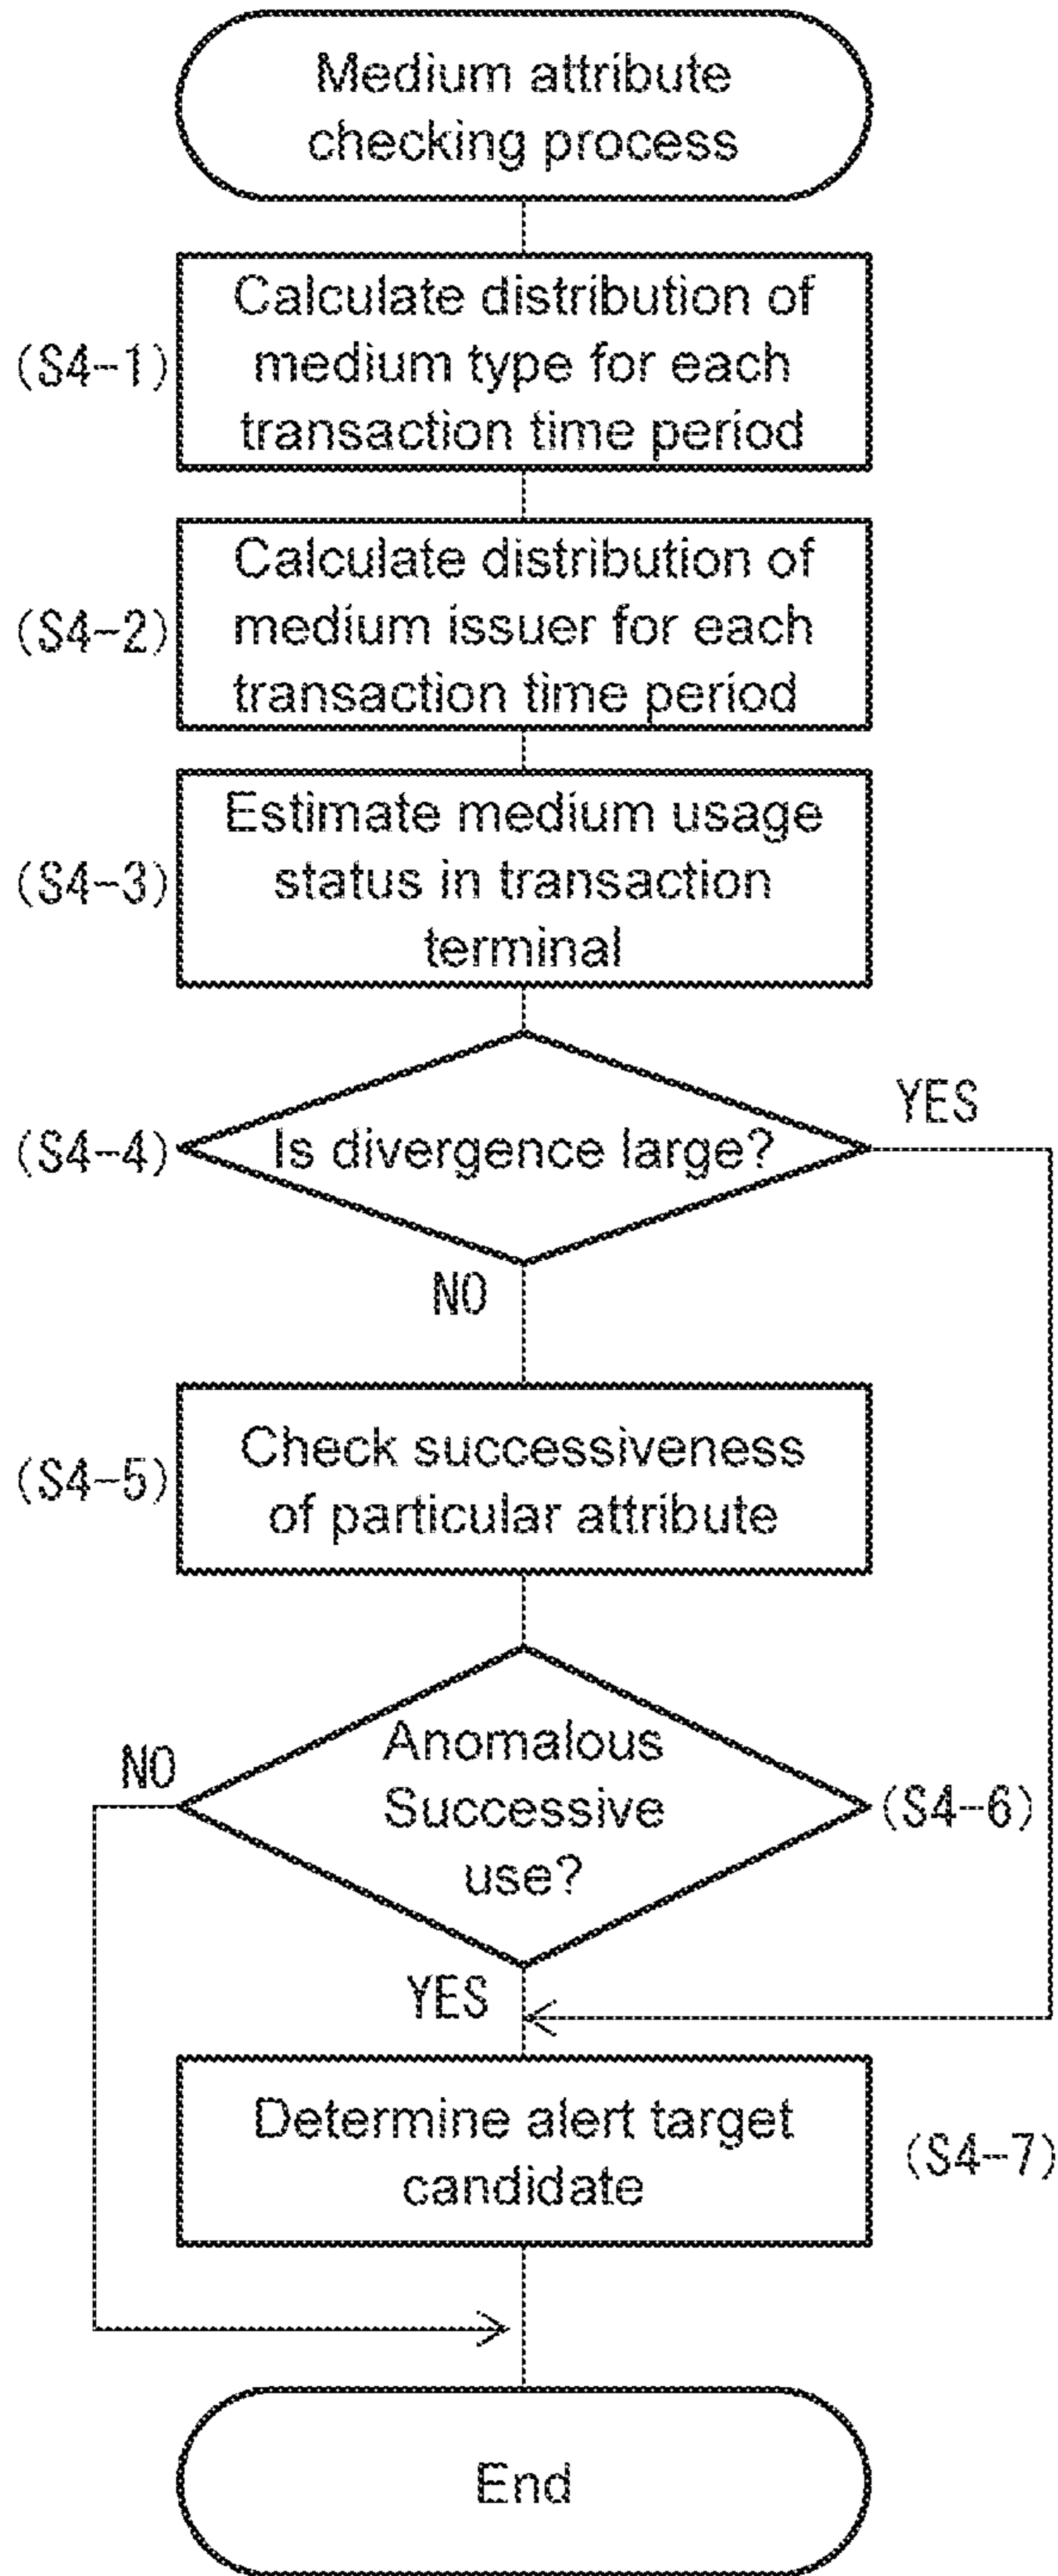 Medium attribute
checking process
(S4-1)
Calculate distribution of
medium type for each
transaction time period
(S4-2)
Calculate distribution of
medium issuer for each
transaction time period
(S4-3)
Estimate medium usage
status in transaction
terminal
(S4-4)
Is divergence large?
YES
NO
(S4-5)
Check successiveness
of particular attribute
NO
Anomalous
Successive
use?
(S4-6)
YES
Determine alert target
candidate
(S4-7)
End